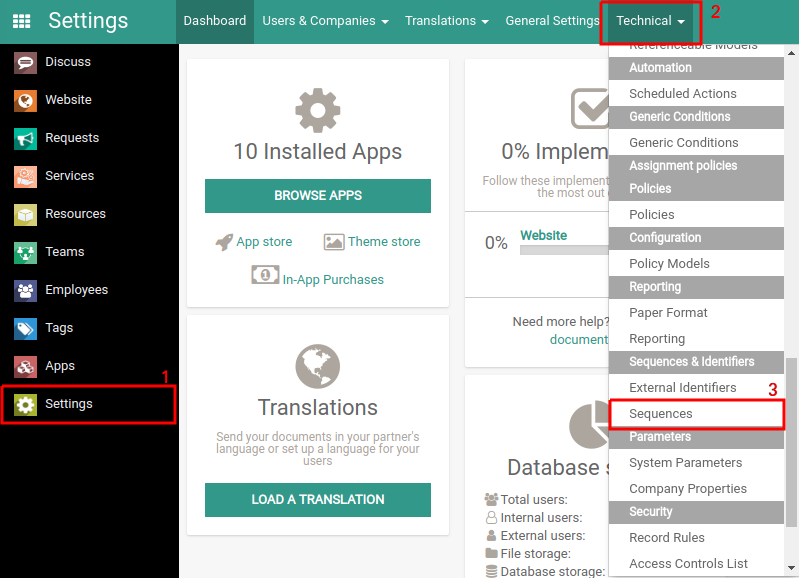 Settings
Dashboard
Users & Companies
Translations
General Settings
Technical
2
Discuss
Website
Requests
Services
Resources
Teams
Employees
Tags
Apps
1
Settings
10 Installed Apps
BROWSE APPS
App store
Theme store
In-App Purchases
Translations
Send your documents in your partner's
language or set up a language for your
users
LOAD A TRANSLATION
0% Implem
Follow these implement
the most out
0%
Website
Need more help?
document
Database s
Total users:
Internal users:
External users:
File storage:
Database storage:
Referenceable Models
Automation
Scheduled Actions
Generic Conditions
Generic Conditions
Assignment policies
Policies
Policies
Configuration
Policy Models
Reporting
Paper Format
Reporting
Sequences & Identifiers
External Identifiers
3
Sequences
Parameters
System Parameters
Company Properties
Security
Record Rules
Access Controls List